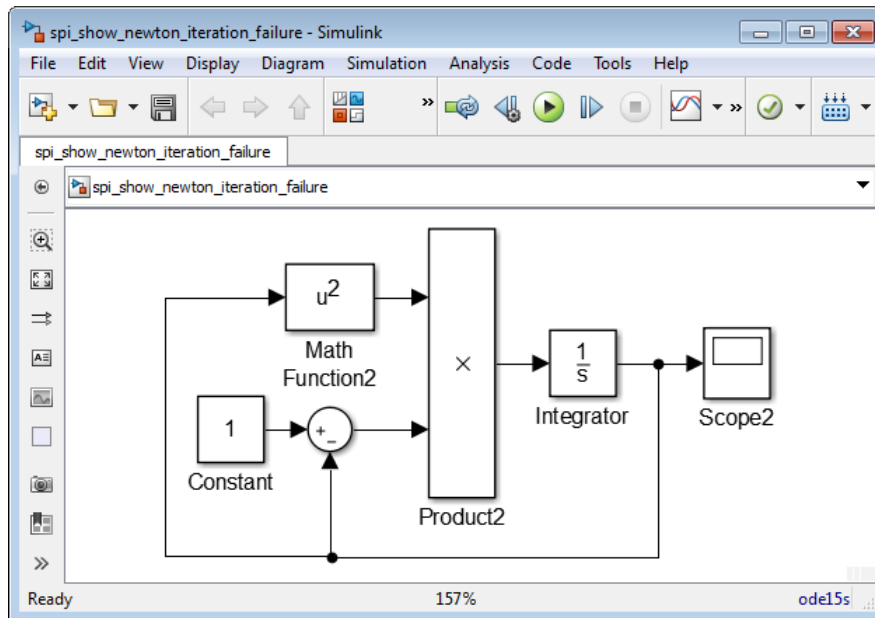 spi_show_newton_iteration_failure - Simulink
File Edit View Display Diagram Simulation Analysis Code Tools Help
»
»
spi_show_newton_iteration_failure
spi_show_newton_iteration_failure
u²
Math
Function2
1
Constant
+
-
×
Product2
1
s
Integrator
Scope2
A
»
Ready 157% ode15s